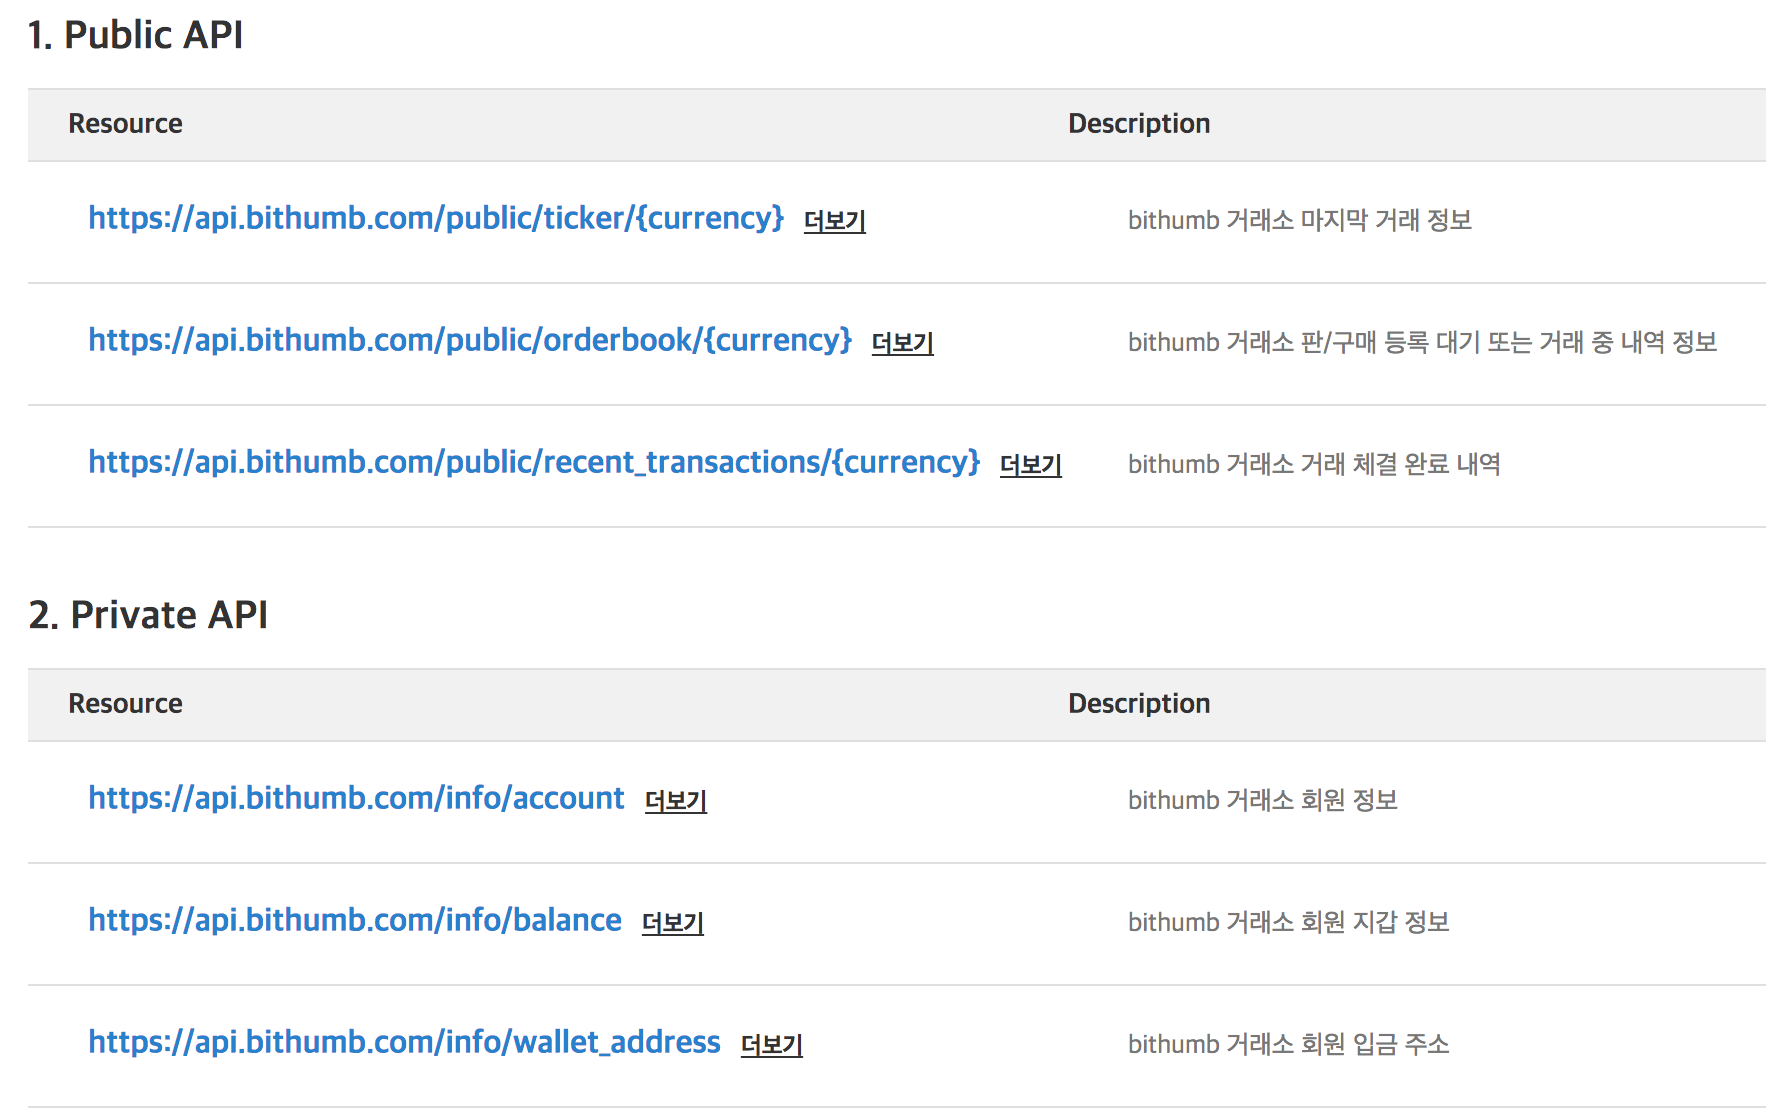 1. Public API
Resource Description
https://api.bithumb.com/public/ticker/{currency} 더보기 bithumb 거래소 마지막 거래 정보
https://api.bithumb.com/public/orderbook/{currency} 더보기 bithumb 거래소 판/구매 등록 대기 또는 거래 중 내역 정보
https://api.bithumb.com/public/recent_transactions/{currency} 더보기 bithumb 거래소 거래 체결 완료 내역
2. Private API
Resource Description
https://api.bithumb.com/info/account 더보기 bithumb 거래소 회원 정보
https://api.bithumb.com/info/balance 더보기 bithumb 거래소 회원 지갑 정보
https://api.bithumb.com/info/wallet_address 더보기 bithumb 거래소 회원 입금 주소